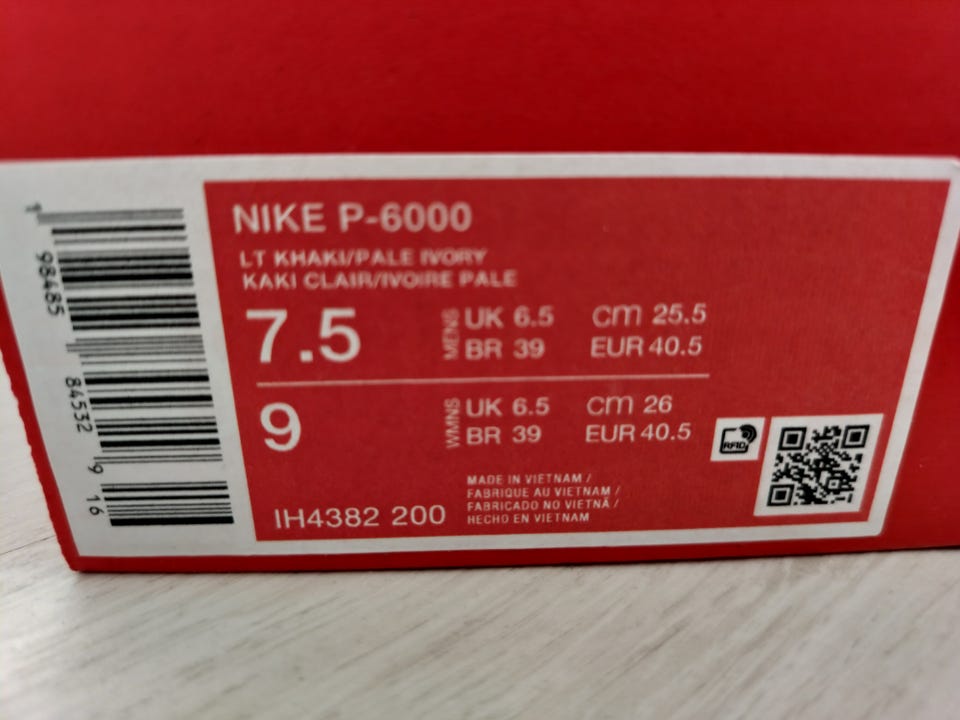 NIKE P-6000
LT KHAKI/PALE IVORY
KAKI CLAIR/IVOIRE PALE
7.5 MENS UK 6.5 cm 25.5
BR 39 EUR 40.5
9 WMNS UK 6.5 cm 26
BR 39 EUR 40.5
RFID
MADE IN VIETNAM /
FABRIQUE AU VIETNAM /
FABRICADO NO VIETNÃ /
HECHO EN VIETNAM
IH4382 200
1 98485 84532 9 16